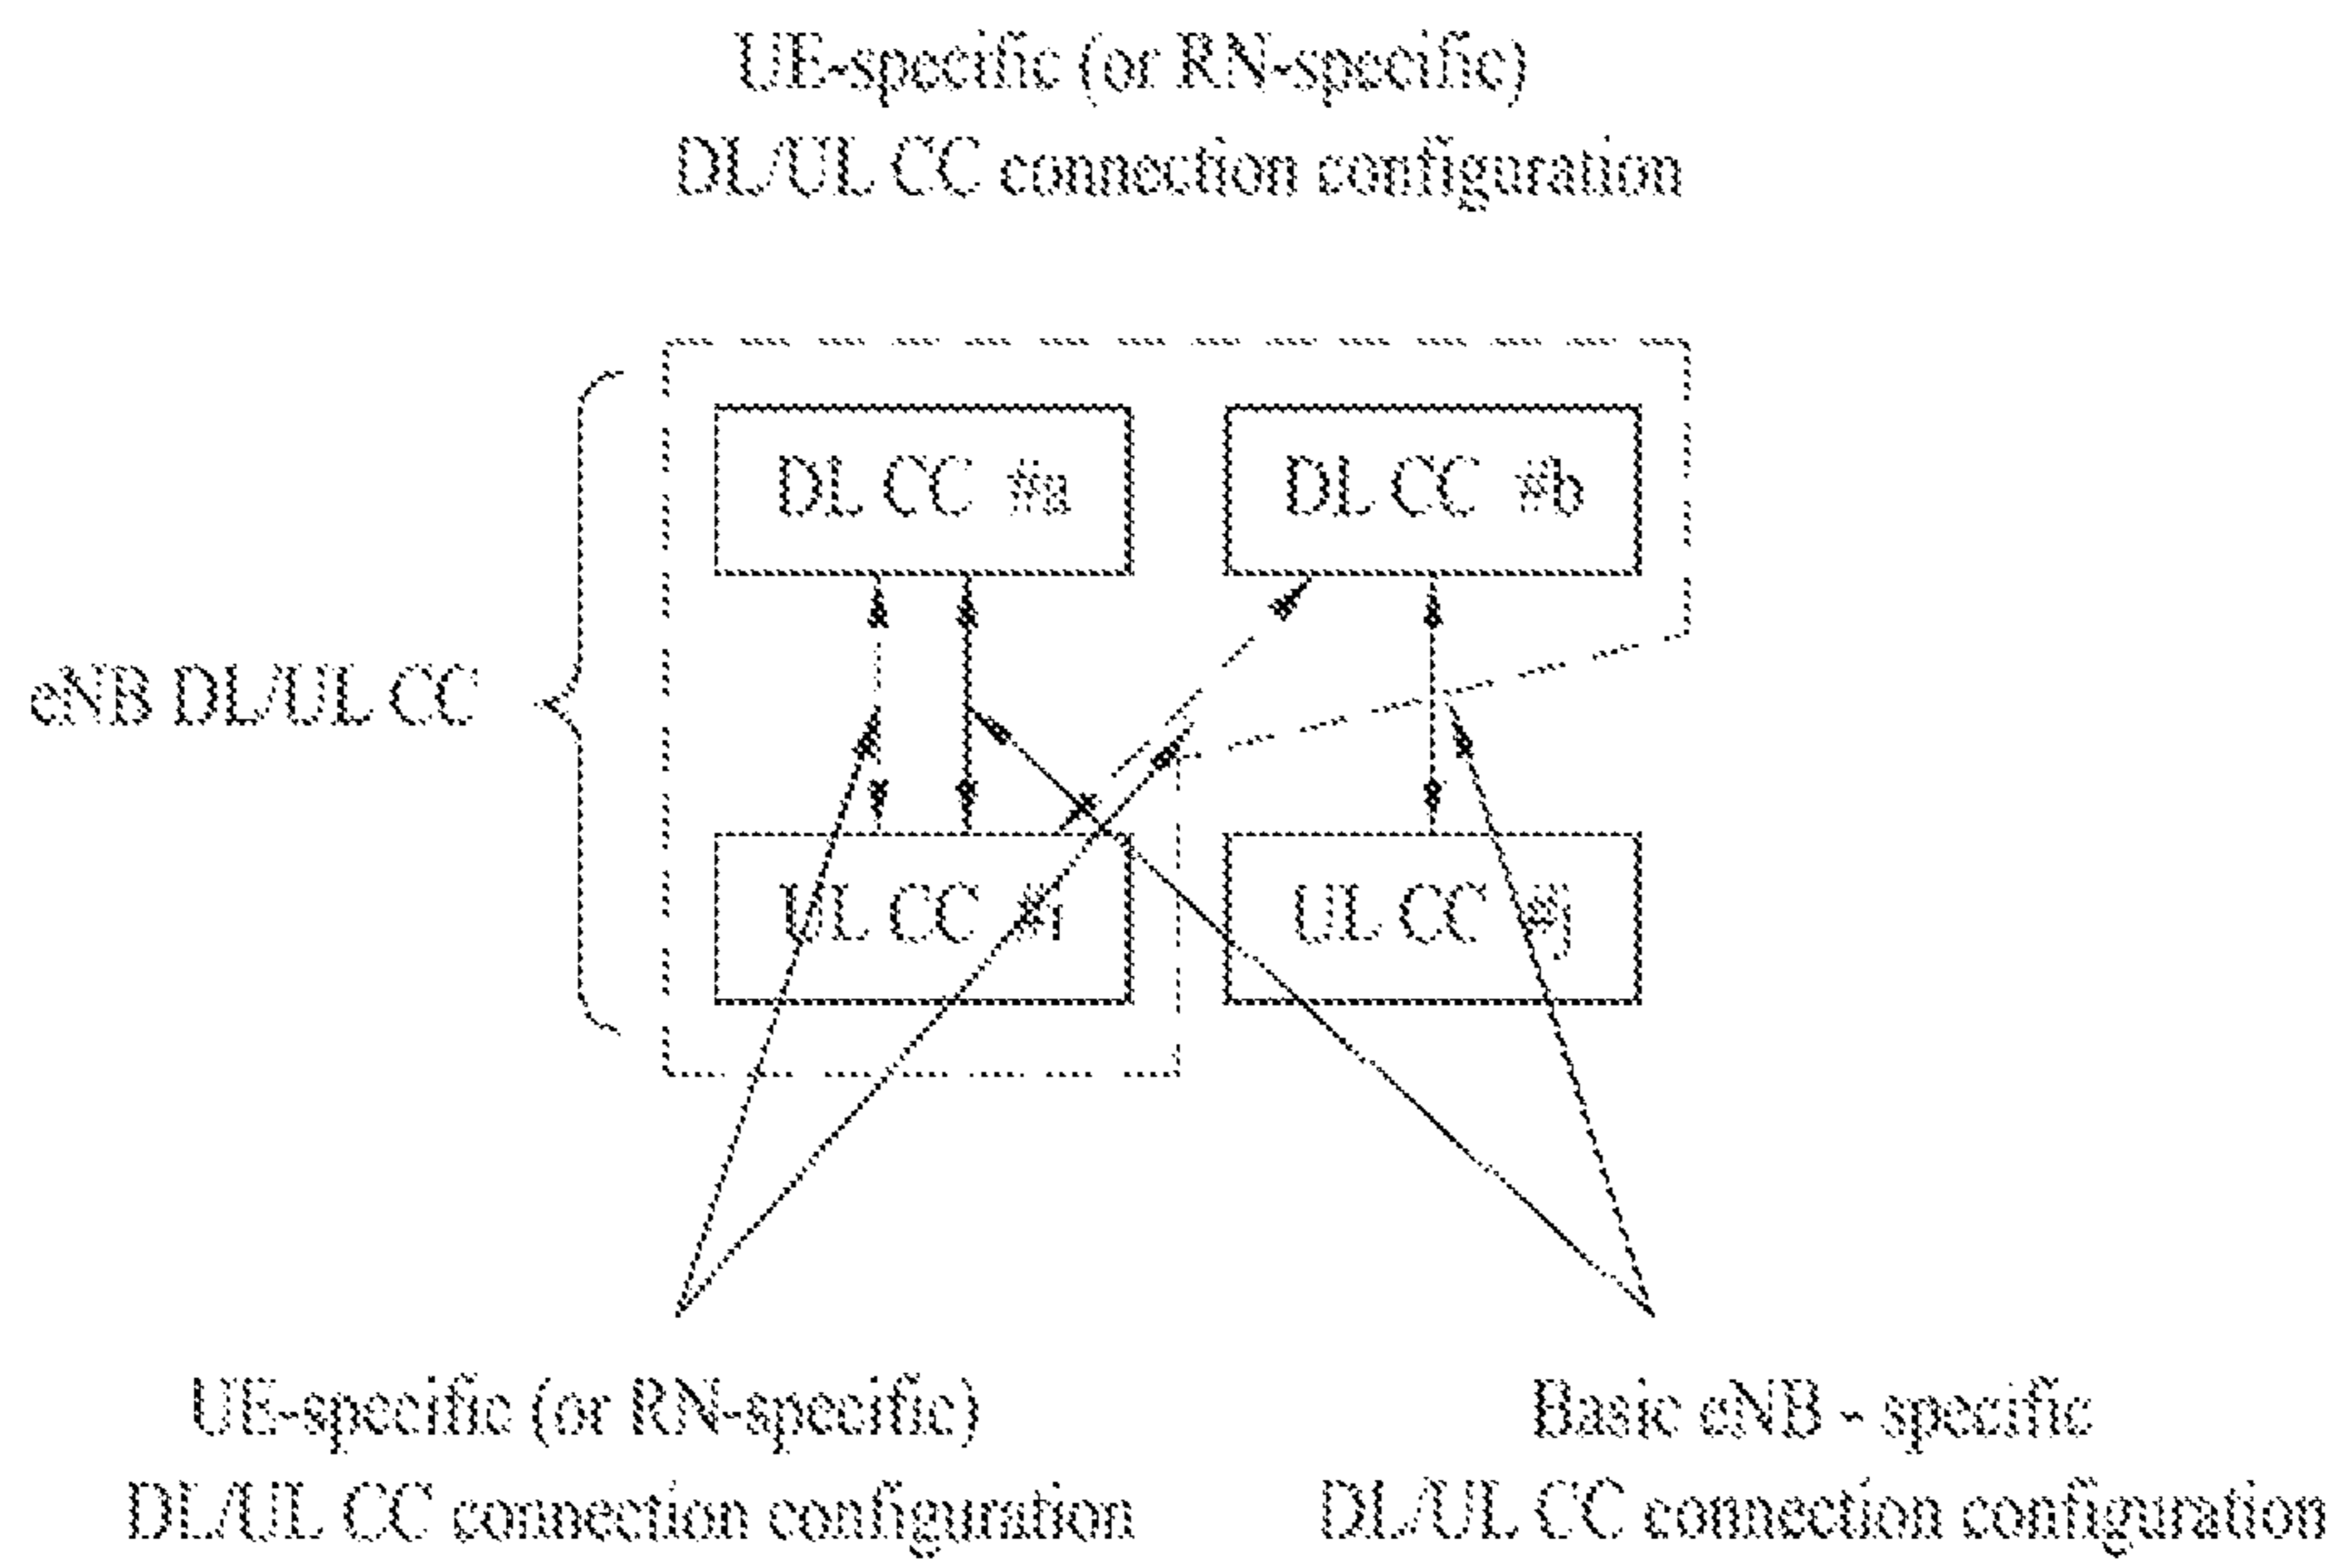 UE-specific (or RN-specific)
DL/UL CC connection configuration
DL CC #a
DL CC #b
eNB DL/UL CC
UL CC #i
UL CC #j
UE-specific (or RN-specific)
DL/UL CC connection configuration
Basic eNB - specific
DL/UL CC connection configuration